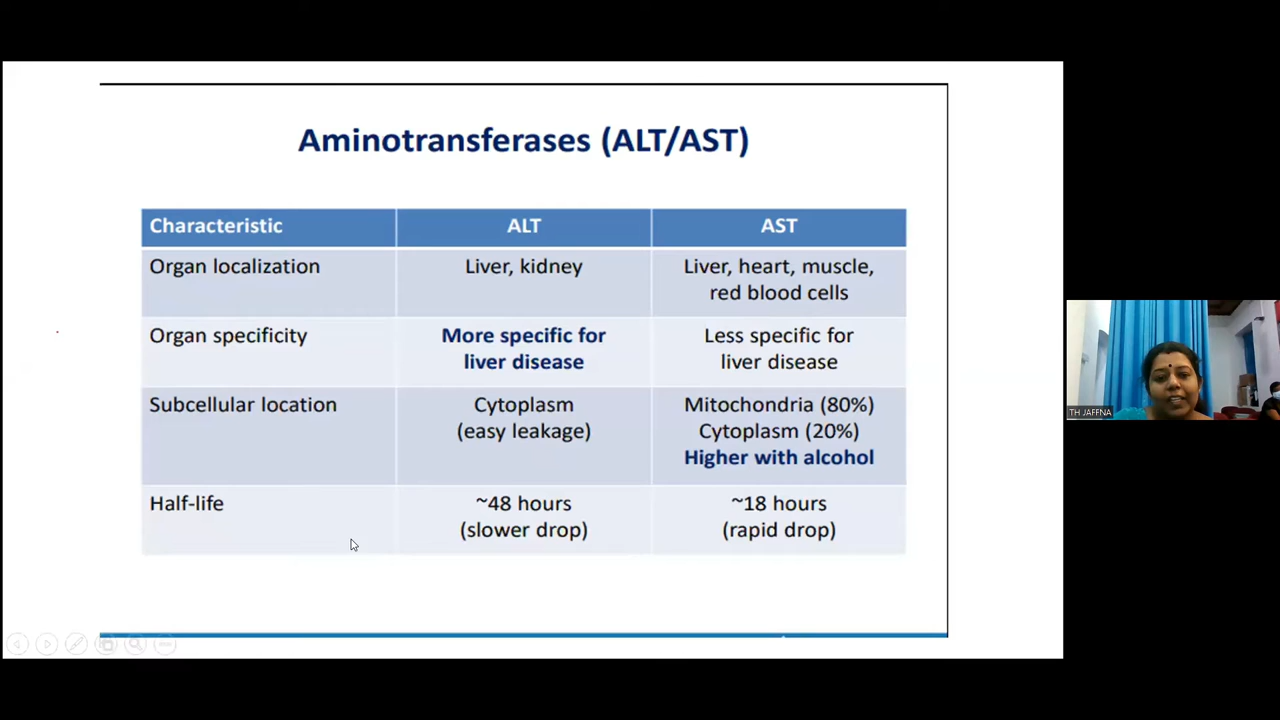 Aminotransferases (ALT/AST)
Characteristic
ALT
AST
Organ localization
Liver, kidney
Liver, heart, muscle,
red blood cells
Organ specificity
More specific for
liver disease
Less specific for
liver disease
Subcellular location
Cytoplasm
(easy leakage)
Mitochondria (80%)
Cytoplasm (20%)
Higher with alcohol
Half-life
~48 hours
(slower drop)
~18 hours
(rapid drop)
TH JAFFNA